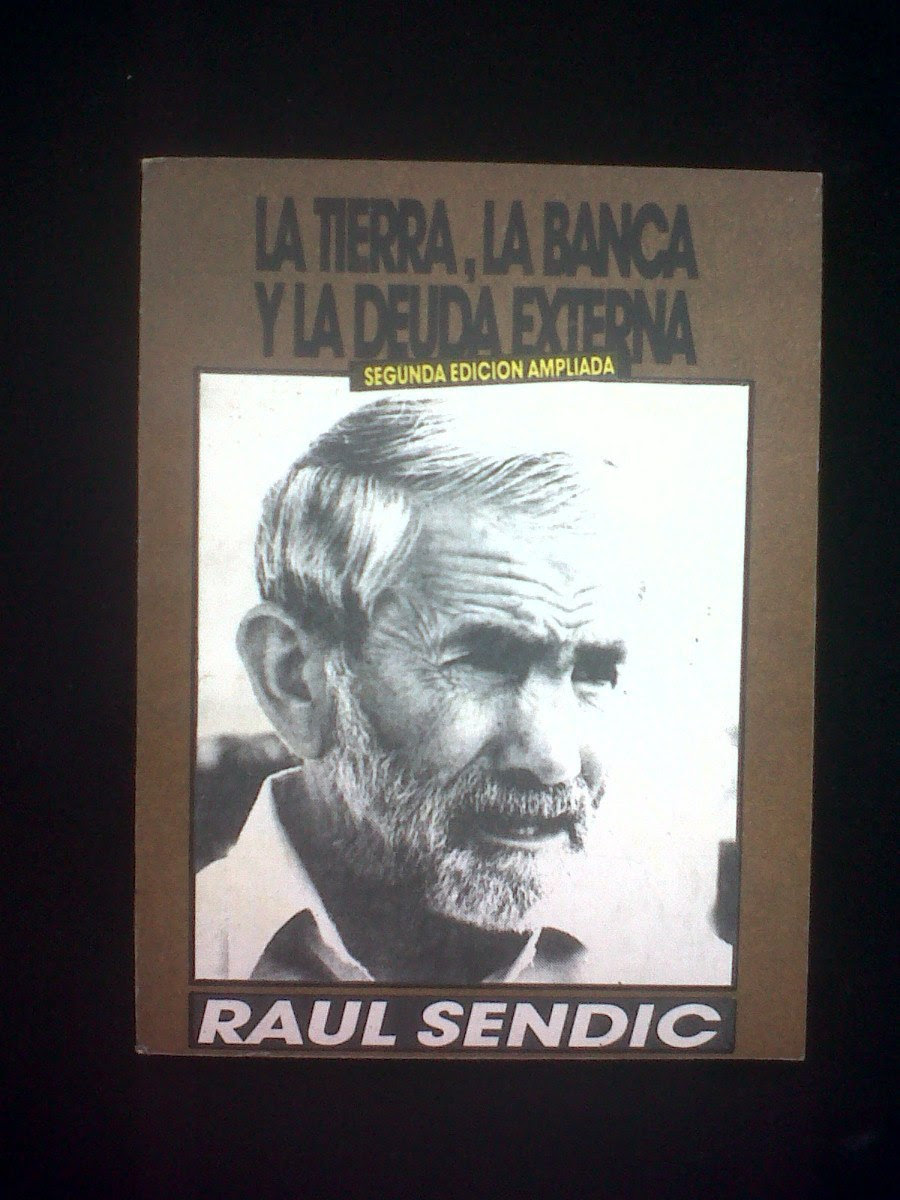 LA TIERRA, LA BANCA
Y LA DEUDA EXTERNA
SEGUNDA EDICION AMPLIADA
RAUL SENDIC